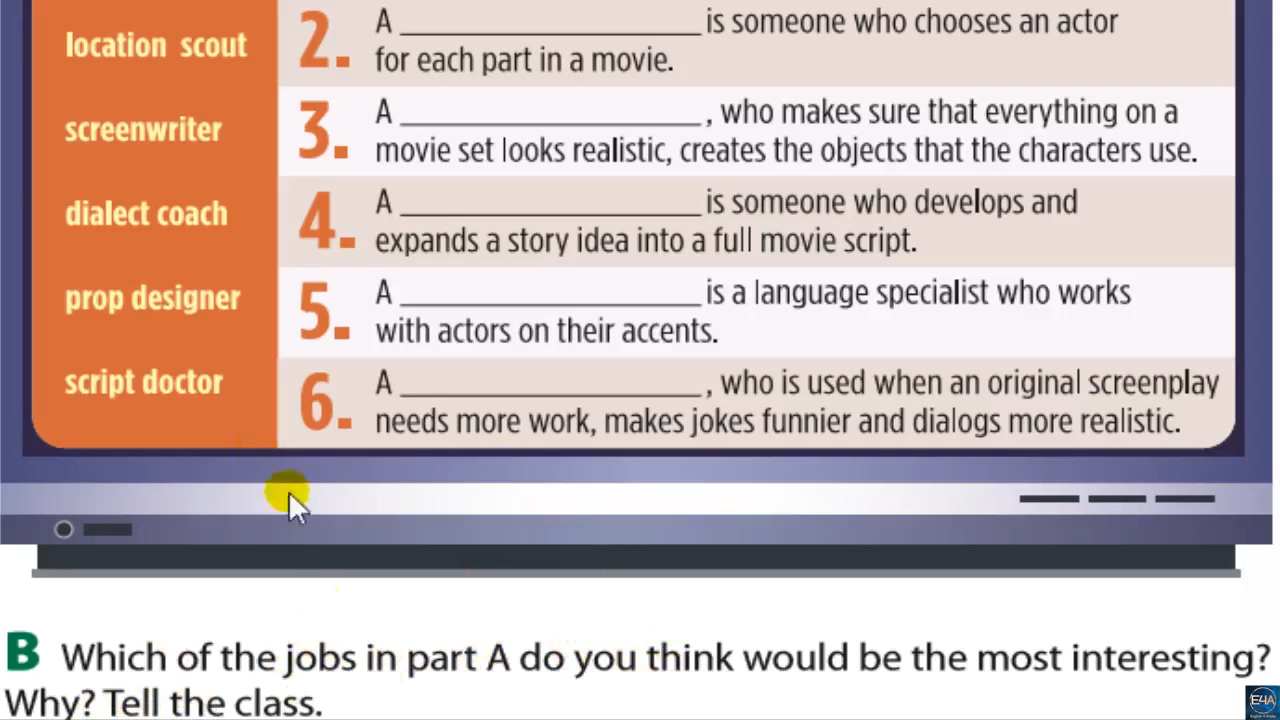 location scout
screenwriter
dialect coach
prop designer
script doctor
2. A ____________________ is someone who chooses an actor
for each part in a movie.
3. A ____________________, who makes sure that everything on a
movie set looks realistic, creates the objects that the characters use.
4. A ____________________ is someone who develops and
expands a story idea into a full movie script.
5. A ____________________ is a language specialist who works
with actors on their accents.
6. A ____________________, who is used when an original screenplay
needs more work, makes jokes funnier and dialogs more realistic.
B Which of the jobs in part A do you think would be the most interesting?
Why? Tell the class.
E4A